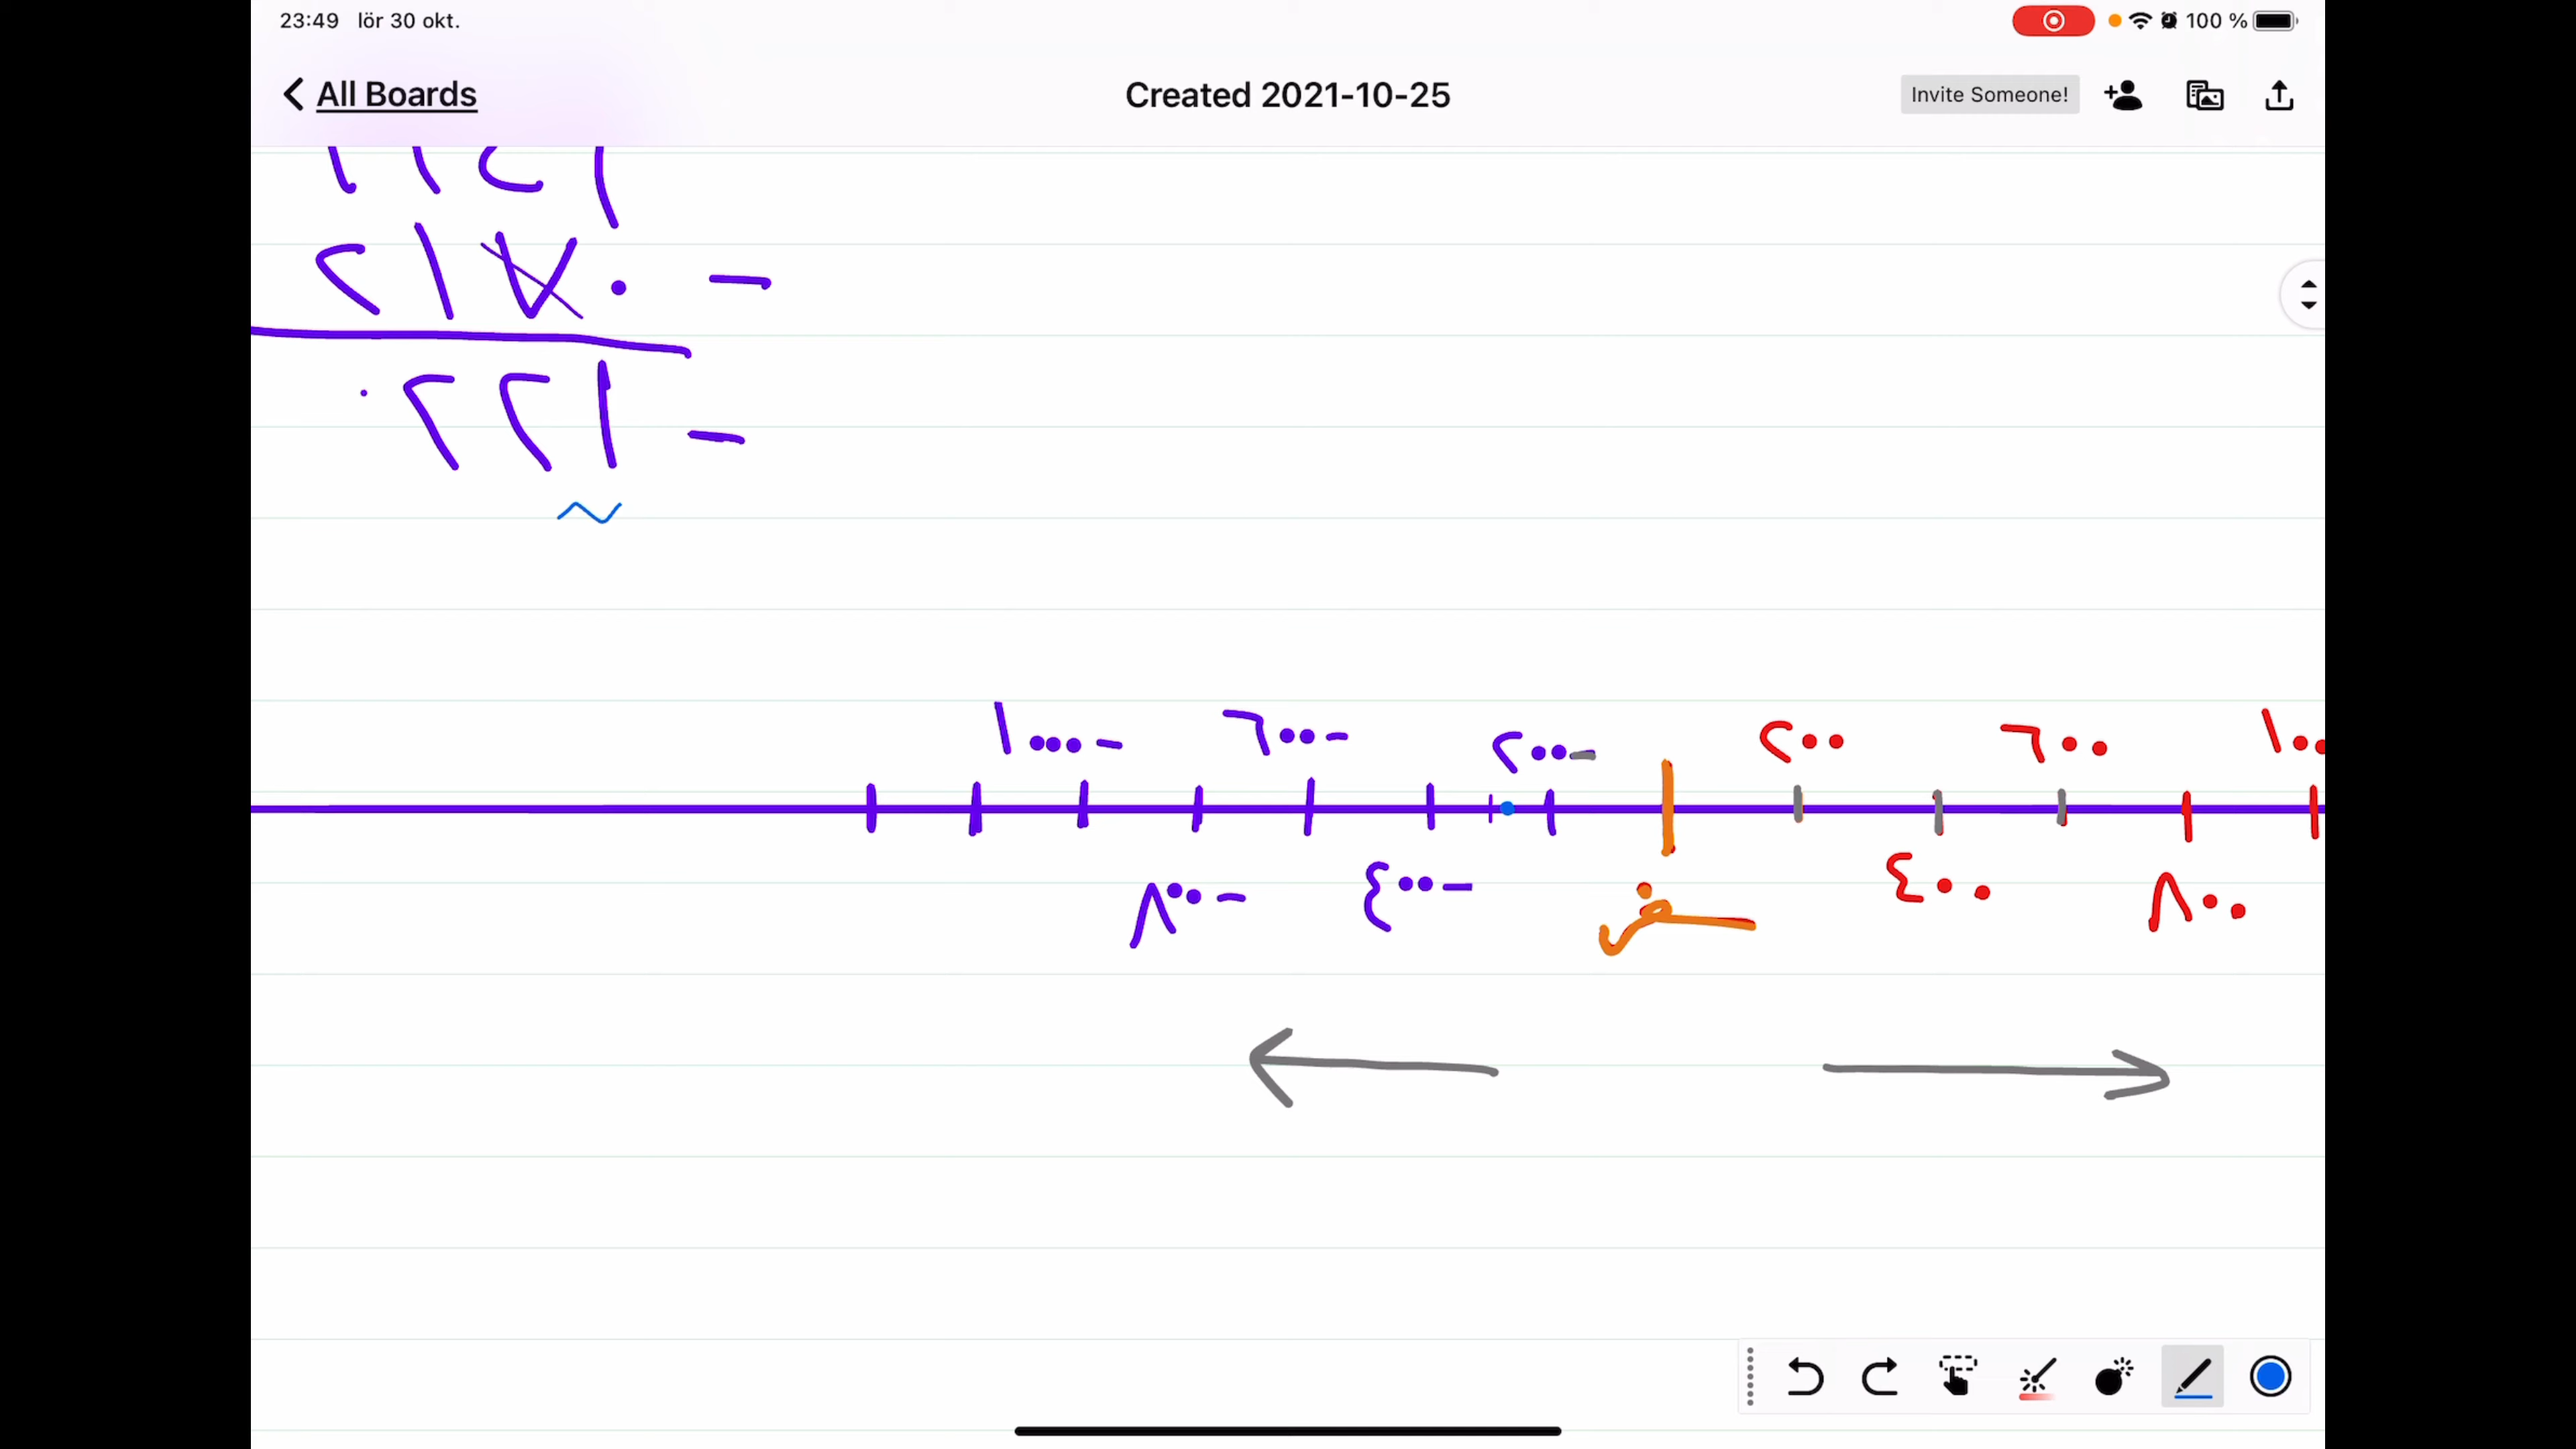 23:49 lör 30 okt.
100 %
All Boards
Created 2021-10-25
Invite Someone!
٢١٧٠ -
٠٢٢١ -
١٠٠٠- ٦٠٠- ٢٠٠- ٢٠٠ ٦٠٠ ١٠٠
٨٠٠- ٤٠٠- صفر ٤٠٠ ٨٠٠